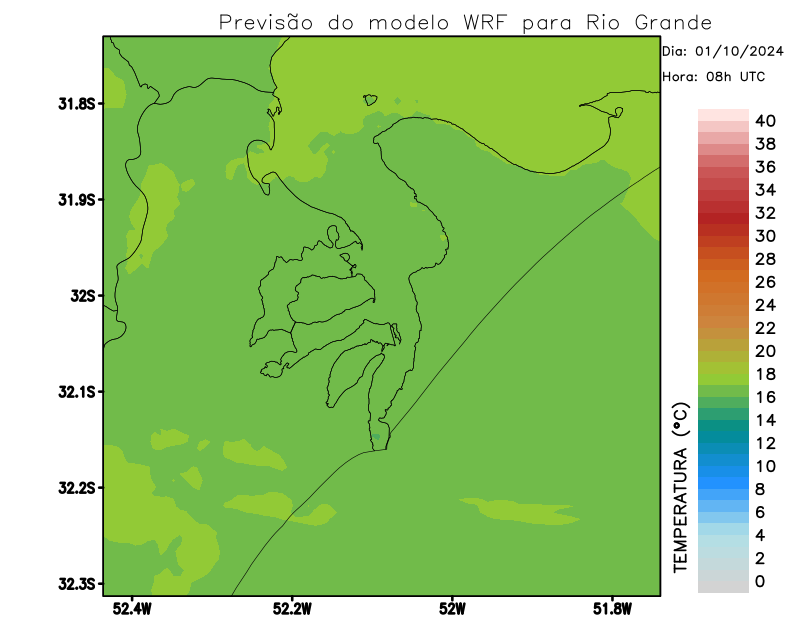 Previsão do modelo WRF para Rio Grande
Dia: 01/10/2024
Hora: 08h UTC
31.8S
31.9S
32S
32.1S
32.2S
32.3S
52.4W
52.2W
52W
51.8W
TEMPERATURA (°C)
40
38
36
34
32
30
28
26
24
22
20
18
16
14
12
10
8
6
4
2
0